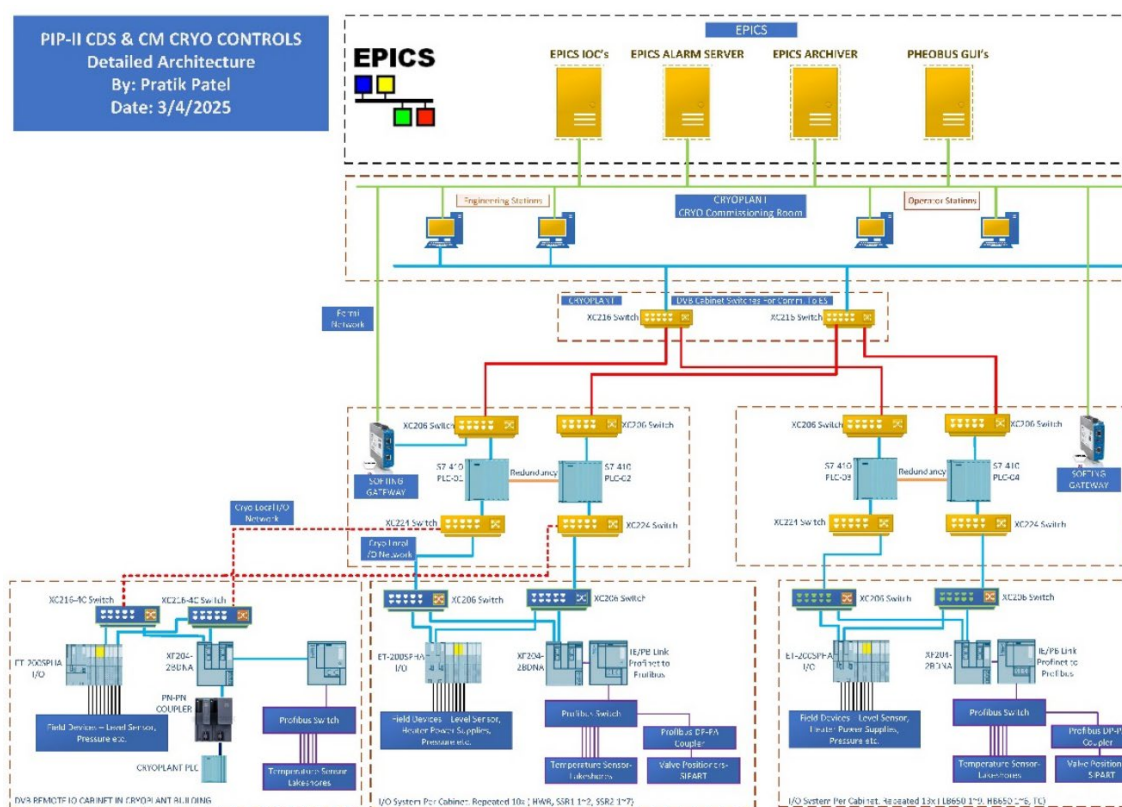 PIP-II CDS & CM CRYO CONTROLS
Detailed Architecture
By: Pratik Patel
Date: 3/4/2025
EPICS
EPICS
EPICS IOC's
EPICS ALARM SERVER
EPICS ARCHIVER
PHEOBUS GUI's
Engineering Stations
CRYOPLANT
CRYO Commissioning Room
Operator Stations
Fermi
Network
CRYOPLANT
DVB Cabinet Switches For Comm. To ES
XC216 Switch
XC216 Switch
XC206 Switch
XC206 Switch
XC206 Switch
XC206 Switch
S7 410
PLC-01
Redundancy
S7 410
PLC-02
S7 410
PLC-03
Redundancy
S7 410
PLC-04
SOFTING
GATEWAY
SOFTING
GATEWAY
Cryo Local I/O
Network
XC224 Switch
XC224 Switch
XC224 Switch
XC224 Switch
Cryo Local
I/O Network
XC216-4C Switch
XC216-4C Switch
XC206 Switch
XC206 Switch
XC206 Switch
XC206 Switch
ET-200SPHA
I/O
XF204-
2BDNA
ET-200SPHA
I/O
XF204-
2BDNA
IE/PB Link
Profinet to
Profibus
ET-200SPHA
I/O
XF204-
2BDNA
IE/PB Link
Profinet to
Profibus
PN-PN
COUPLER
Field Devices – Level Sensor,
Pressure etc.
Profibus Switch
CRYOPLANT PLC
Temperature Sensor-
Lakeshores
Field Devices – Level Sensor,
Heater Power Supplies,
Pressure etc.
Profibus Switch
Profibus DP-PA
Coupler
Temperature Sensor-
Lakeshores
Valve Positioners-
SIPART
Field Devices – Level Sensor,
Heater Power Supplies,
Pressure etc.
Profibus Switch
Profibus DP-PA
Coupler
Temperature Sensor-
Lakeshores
Valve Positioners-
SIPART
DVB REMOTE IO CABINET IN CRYOPLANT BUILDING
I/O System Per Cabinet. Repeated 10x ( HWR, SSR1 1~2, SSR2 1~7)
I/O System Per Cabinet. Repeated 13x ( LB650 1~9, HB650 1~6, TC)